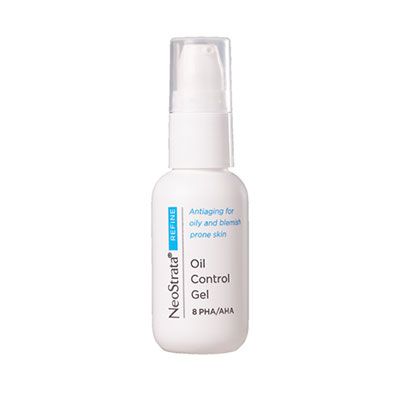 Antiaging for
oily and blemish
prone skin
REFINE
NeoStrata®
Oil
Control
Gel
8 PHA/AHA